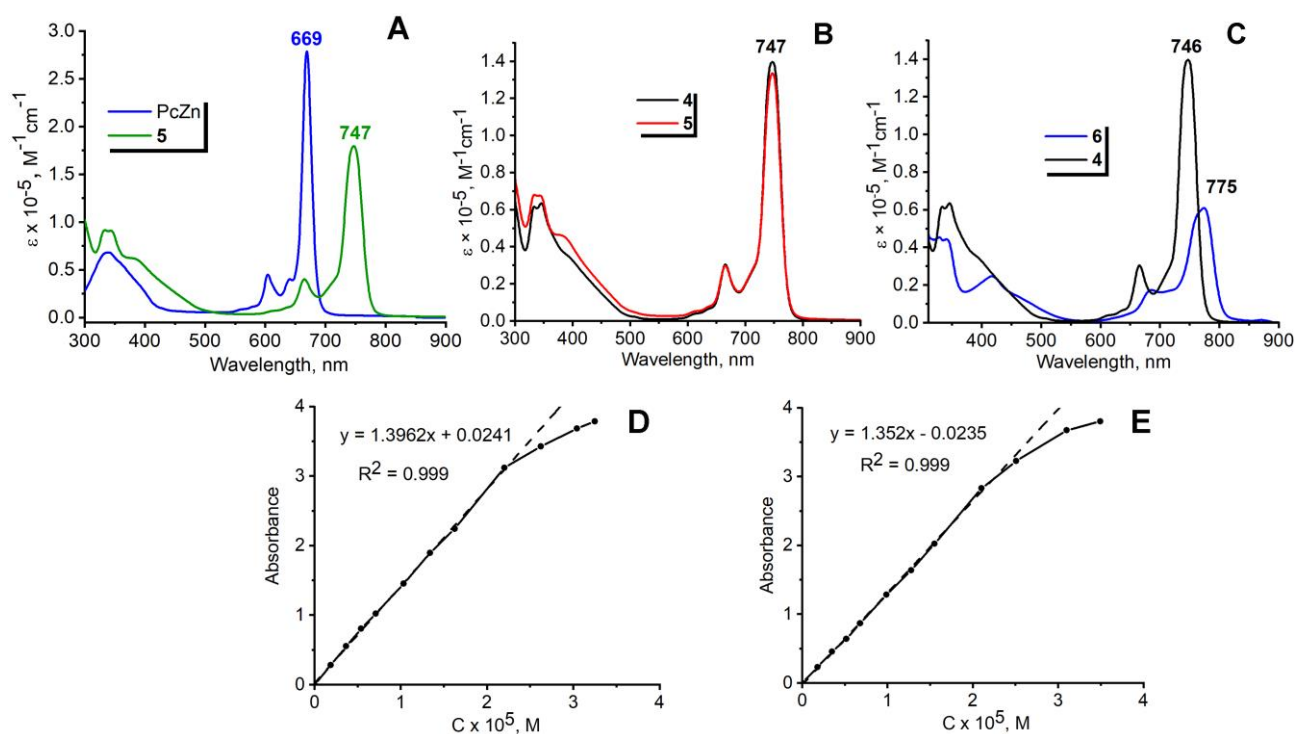 A
669
747
PcZn
5
3.0
2.5
2.0
1.5
1.0
0.5
0.0
ε x 10-5, M-1cm-1
300 400 500 600 700 800 900
Wavelength, nm
B
747
4
5
1.4
1.2
1.0
0.8
0.6
0.4
0.2
0.0
ε × 10-5, M-1cm-1
300 400 500 600 700 800 900
Wavelength, nm
C
746
775
6
4
1.4
1.2
1.0
0.8
0.6
0.4
0.2
0.0
ε × 10-5, M-1cm-1
400 500 600 700 800 900
Wavelength, nm
D
y = 1.3962x + 0.0241
R2 = 0.999
4
3
2
1
0
Absorbance
0 1 2 3 4
C x 105, M
E
y = 1.352x - 0.0235
R2 = 0.999
4
3
2
1
0
Absorbance
0 1 2 3 4
C x 105, M